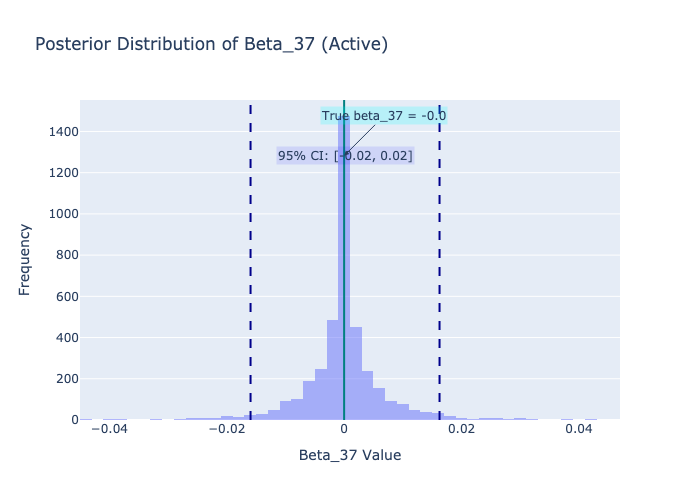 Posterior Distribution of Beta_37 (Active)
True beta_37 = -0.0
95% CI: [-0.02, 0.02]
1400
1200
1000
800
600
400
200
0
Frequency
−0.04
−0.02
0
0.02
0.04
Beta_37 Value